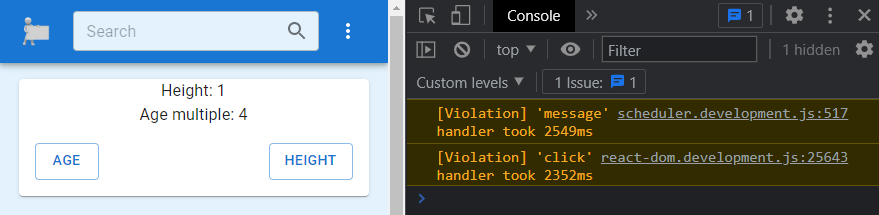 Search
Height: 1
Age multiple: 4
AGE
HEIGHT
Console
1
top
Filter
1 hidden
Custom levels
1 Issue: 1
[Violation] 'message' scheduler.development.js:517
handler took 2549ms
[Violation] 'click' react-dom.development.js:25643
handler took 2352ms